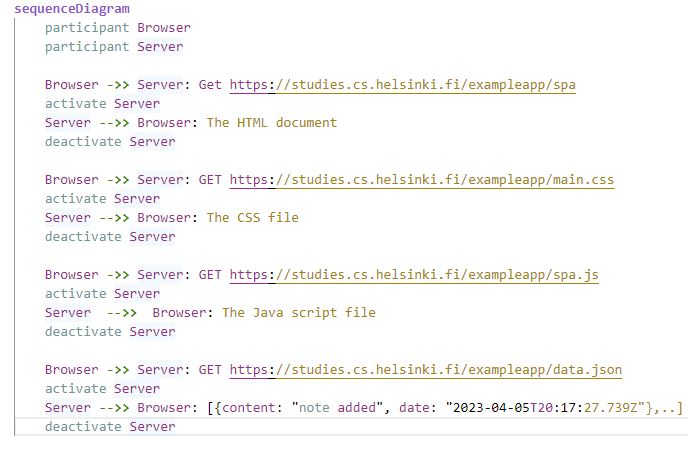 sequenceDiagram
participant Browser
participant Server
Browser ->> Server: Get https://studies.cs.helsinki.fi/exampleapp/spa
activate Server
Server -->> Browser: The HTML document
deactivate Server
Browser ->> Server: GET https://studies.cs.helsinki.fi/exampleapp/main.css
activate Server
Server -->> Browser: The CSS file
deactivate Server
Browser ->> Server: GET https://studies.cs.helsinki.fi/exampleapp/spa.js
activate Server
Server  -->>  Browser: The Java script file
deactivate Server
Browser ->> Server: GET https://studies.cs.helsinki.fi/exampleapp/data.json
activate Server
Server -->> Browser: [{content: "note added", date: "2023-04-05T20:17:27.739Z"},..]
deactivate Server